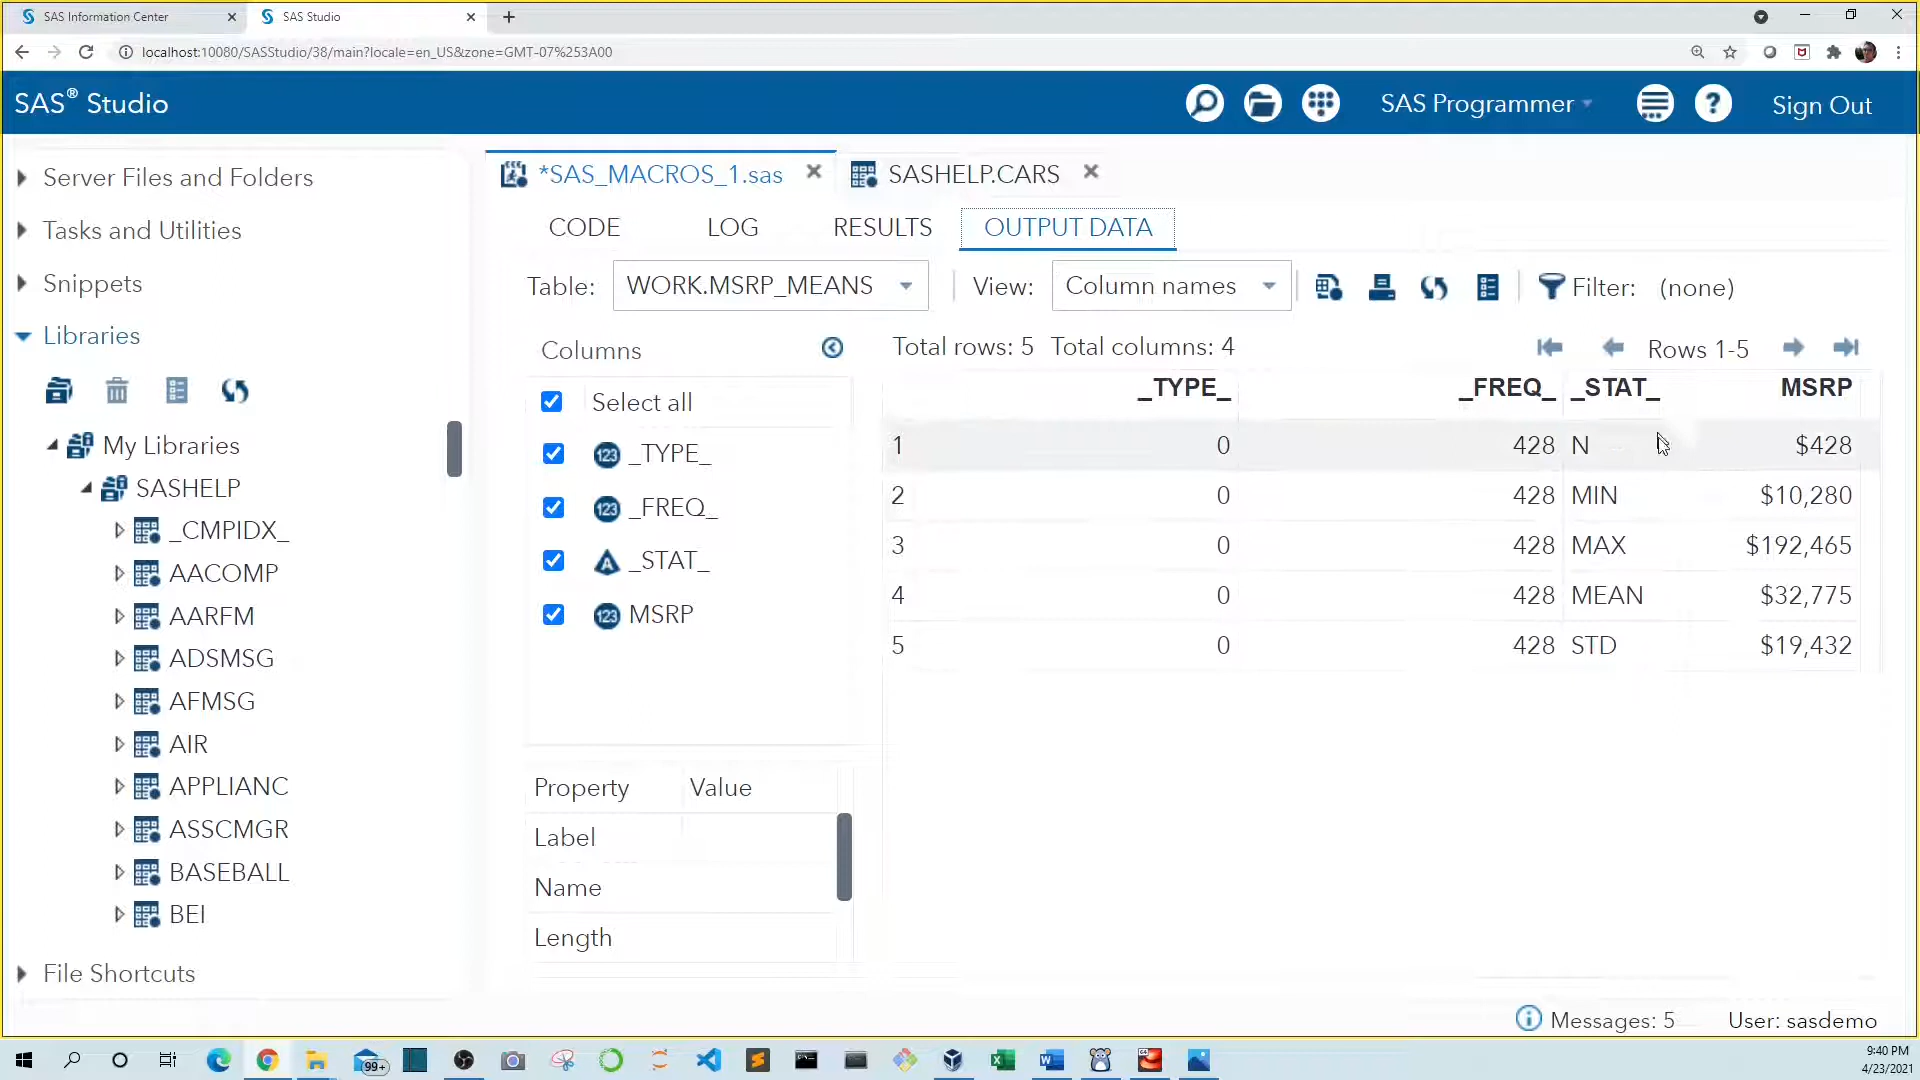 SAS Information Center
SAS Studio
localhost:10080/SASStudio/38/main?locale=en_US&zone=GMT-07%253A00
SAS® Studio
SAS Programmer
Sign Out
Server Files and Folders
Tasks and Utilities
Snippets
Libraries
My Libraries
SASHELP
_CMPIDX_
AACOMP
AARFM
ADSMSG
AFMSG
AIR
APPLIANC
ASSCMGR
BASEBALL
BEI
File Shortcuts
*SAS_MACROS_1.sas
SASHELP.CARS
CODE LOG RESULTS OUTPUT DATA
Table: WORK.MSRP_MEANS View: Column names Filter: (none)
Columns
Select all
123 _TYPE_
123 _FREQ_
A _STAT_
123 MSRP
Property Value
Label
Name
Length
Total rows: 5 Total columns: 4 Rows 1-5
_TYPE_ _FREQ_ _STAT_ MSRP
1 0 428 N $428
2 0 428 MIN $10,280
3 0 428 MAX $192,465
4 0 428 MEAN $32,775
5 0 428 STD $19,432
Messages: 5 User: sasdemo
99+
9:40 PM
4/23/2021